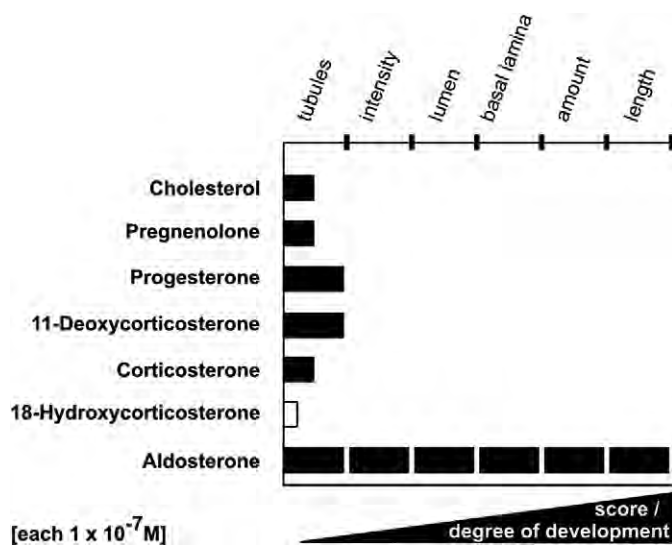 tubules intensity lumen basal lamina amount length
Cholesterol
Pregnenolone
Progesterone
11-Deoxycorticosterone
Corticosterone
18-Hydroxycorticosterone
Aldosterone
score /
degree of development
[each 1 x 10⁻⁷M]